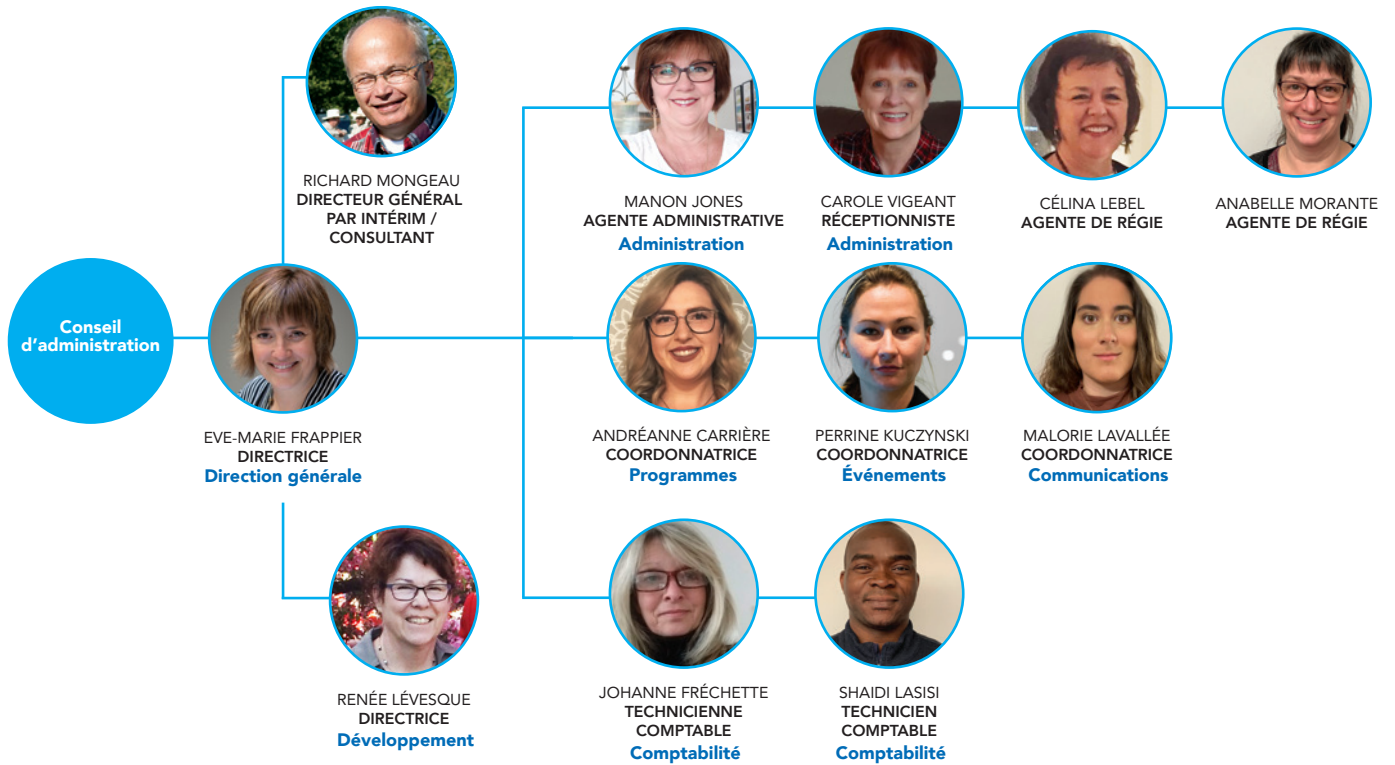 Conseil
d'administration
RICHARD MONGEAU
DIRECTEUR GÉNÉRAL
PAR INTÉRIM /
CONSULTANT
EVE-MARIE FRAPPIER
DIRECTRICE
Direction générale
RENÉE LÉVESQUE
DIRECTRICE
Développement
MANON JONES
AGENTE ADMINISTRATIVE
Administration
CAROLE VIGEANT
RÉCEPTIONNISTE
Administration
CÉLINA LEBEL
AGENTE DE RÉGIE
ANABELLE MORANTE
AGENTE DE RÉGIE
ANDRÉANNE CARRIÈRE
COORDONNATRICE
Programmes
PERRINE KUCZYNSKI
COORDONNATRICE
Événements
MALORIE LAVALLÉE
COORDONNATRICE
Communications
JOHANNE FRÉCHETTE
TECHNICIENNE
COMPTABLE
Comptabilité
SHAIDI LASISI
TECHNICIEN
COMPTABLE
Comptabilité